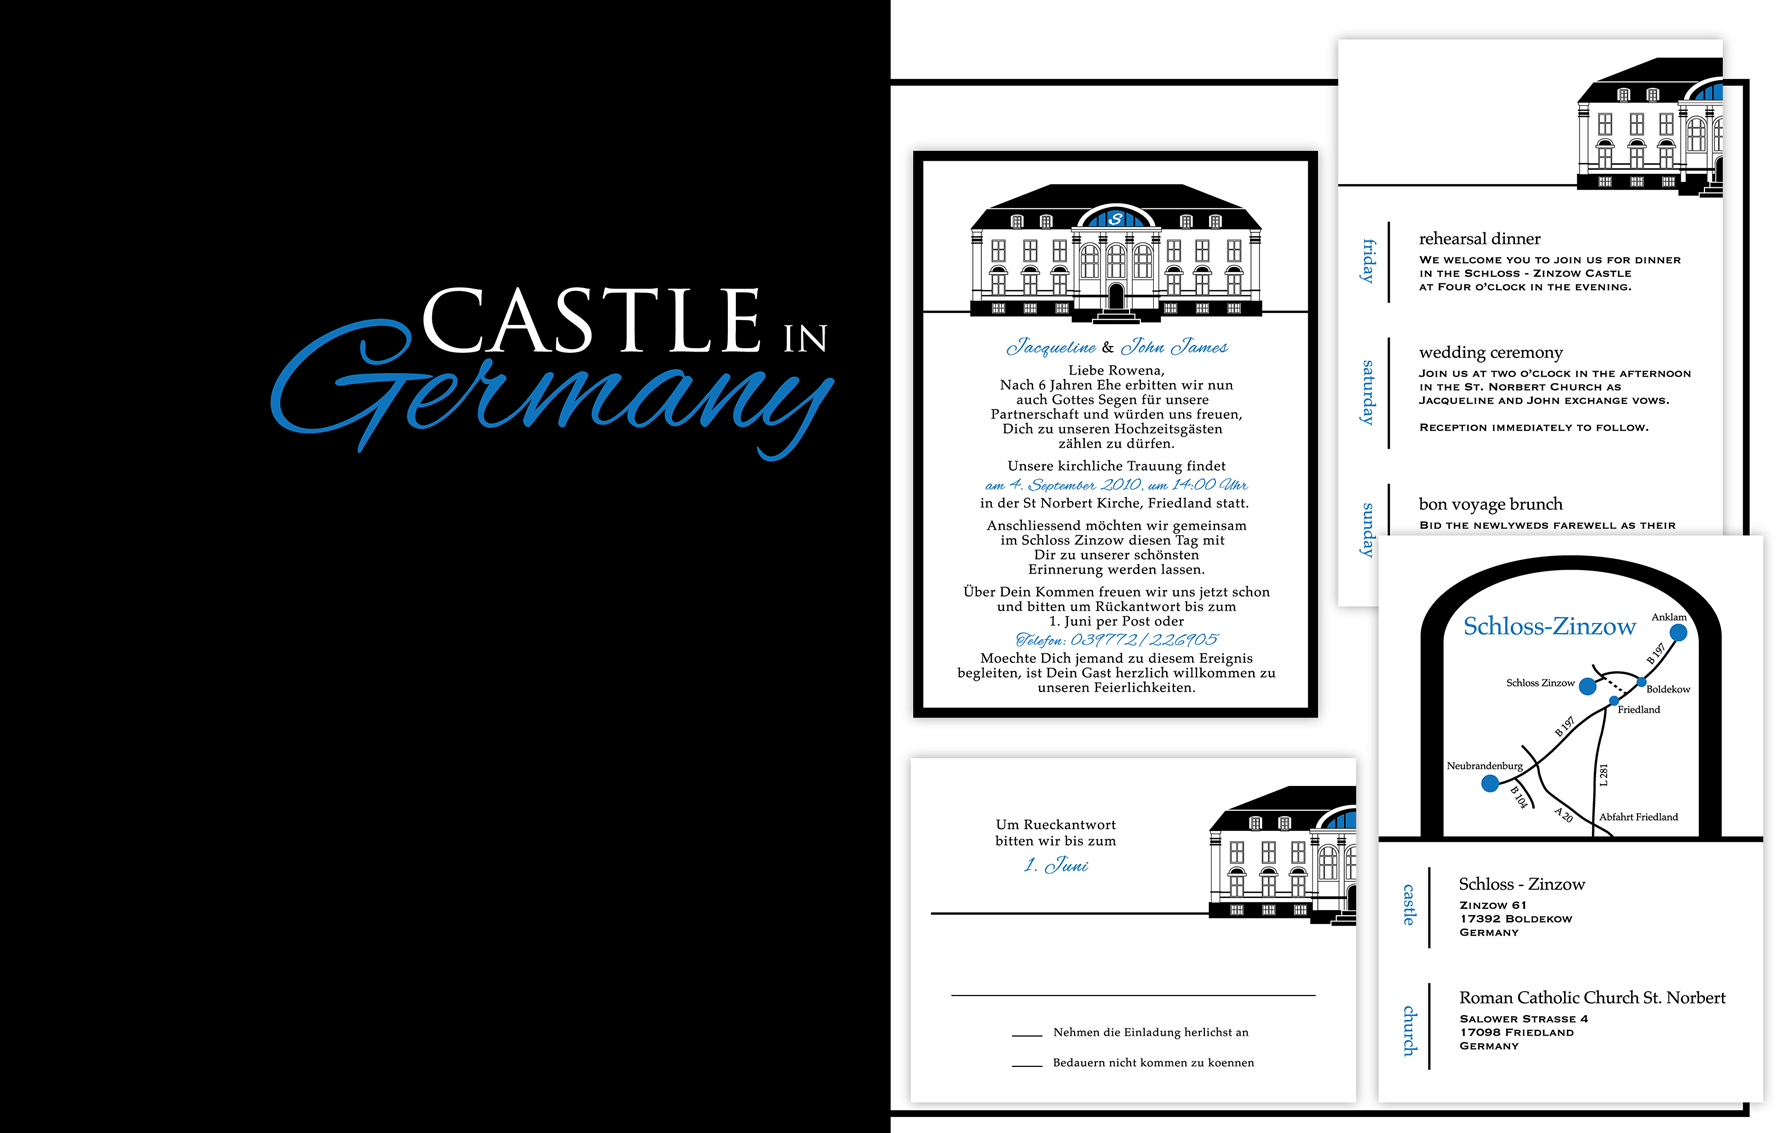 CASTLE IN
Germany
S
Jacqueline & John James
Liebe Rowena,
Nach 6 Jahren Ehe erbitten wir nun
auch Gottes Segen für unsere
Partnerschaft und würden uns freuen,
Dich zu unseren Hochzeitsgästen
zählen zu dürfen.
Unsere kirchliche Trauung findet
am 4. September 2010, um 14:00 Uhr
in der St Norbert Kirche, Friedland statt.
Anschliessend möchten wir gemeinsam
im Schloss Zinzow diesen Tag mit
Dir zu unserer schönsten
Erinnerung werden lassen.
Über Dein Kommen freuen wir uns jetzt schon
und bitten um Rückantwort bis zum
1. Juni per Post oder
Telefon: 039772/226905
Moechte Dich jemand zu diesem Ereignis
begleiten, ist Dein Gast herzlich willkommen zu
unseren Feierlichkeiten.
Um Rueckantwort
bitten wir bis zum
1. Juni
Nehmen die Einladung herlichst an
Bedauern nicht kommen zu koennen
friday
rehearsal dinner
WE WELCOME YOU TO JOIN US FOR DINNER
IN THE SCHLOSS - ZINZOW CASTLE
AT FOUR O'CLOCK IN THE EVENING.
saturday
wedding ceremony
JOIN US AT TWO O'CLOCK IN THE AFTERNOON
IN THE ST. NORBERT CHURCH AS
JACQUELINE AND JOHN EXCHANGE VOWS.
RECEPTION IMMEDIATELY TO FOLLOW.
sunday
bon voyage brunch
BID THE NEWLYWEDS FAREWELL AS THEIR
Schloss-Zinzow
Anklam
B 197
Schloss Zinzow
Boldekow
Friedland
B 197
Neubrandenburg
B 104
A 20
L 281
Abfahrt Friedland
castle
Schloss - Zinzow
ZINZOW 61
17392 BOLDEKOW
GERMANY
church
Roman Catholic Church St. Norbert
SALOWER STRASSE 4
17098 FRIEDLAND
GERMANY